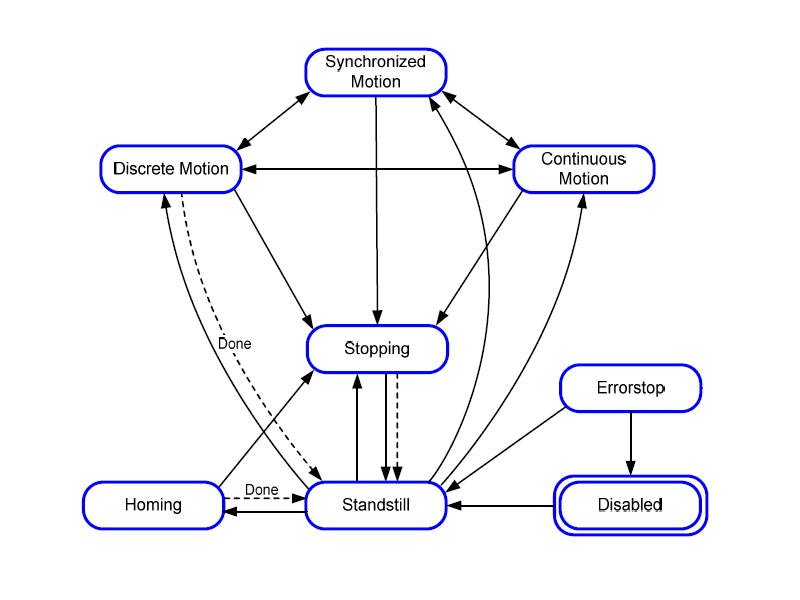 Synchronized
Motion
Discrete Motion
Continuous
Motion
Done
Stopping
Errorstop
Homing
Done
Standstill
Disabled